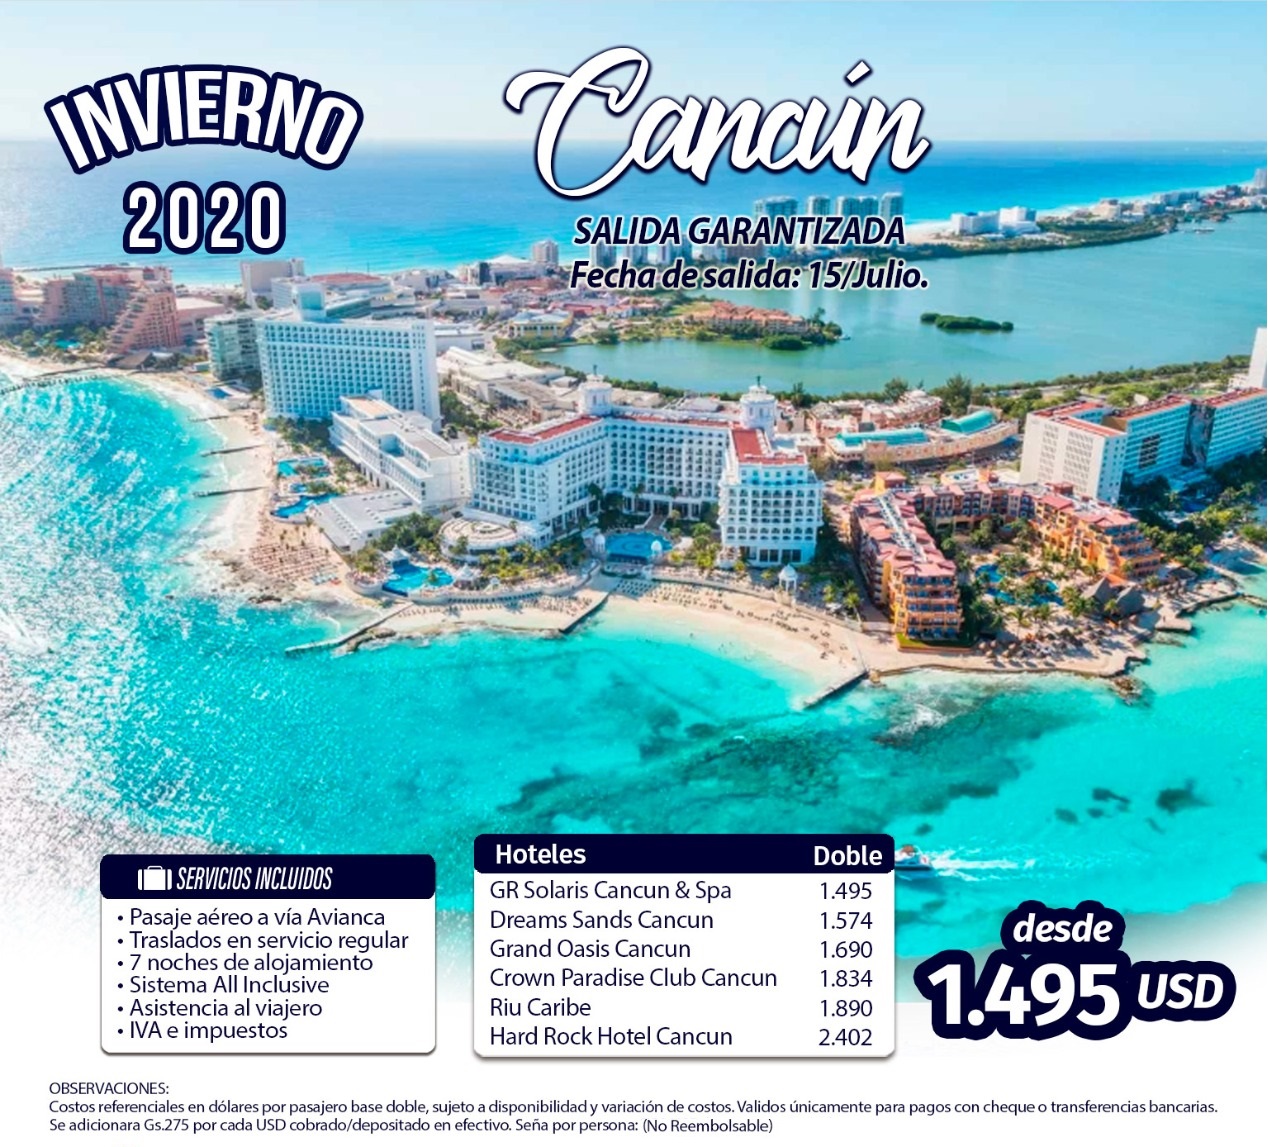 INVIERNO
2020
Cancún
SALIDA GARANTIZADA
Fecha de salida: 15/Julio.
SERVICIOS INCLUIDOS
• Pasaje aéreo a vía Avianca
• Traslados en servicio regular
• 7 noches de alojamiento
• Sistema All Inclusive
• Asistencia al viajero
• IVA e impuestos
Hoteles Doble
GR Solaris Cancun & Spa 1.495
Dreams Sands Cancun 1.574
Grand Oasis Cancun 1.690
Crown Paradise Club Cancun 1.834
Riu Caribe 1.890
Hard Rock Hotel Cancun 2.402
desde
1.495 USD
OBSERVACIONES:
Costos referenciales en dólares por pasajero base doble, sujeto a disponibilidad y variación de costos. Validos únicamente para pagos con cheque o transferencias bancarias.
Se adicionara Gs.275 por cada USD cobrado/depositado en efectivo. Seña por persona: (No Reembolsable)